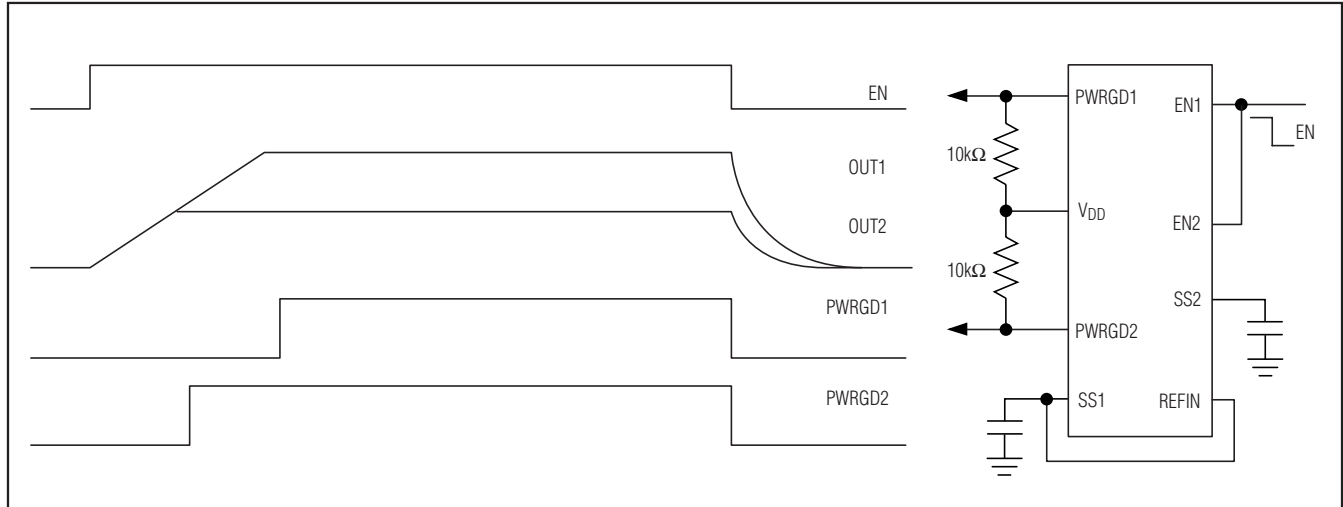 EN
OUT1
OUT2
PWRGD1
PWRGD2
PWRGD1
EN1
EN
10kΩ
VDD
EN2
10kΩ
SS2
PWRGD2
SS1
REFIN